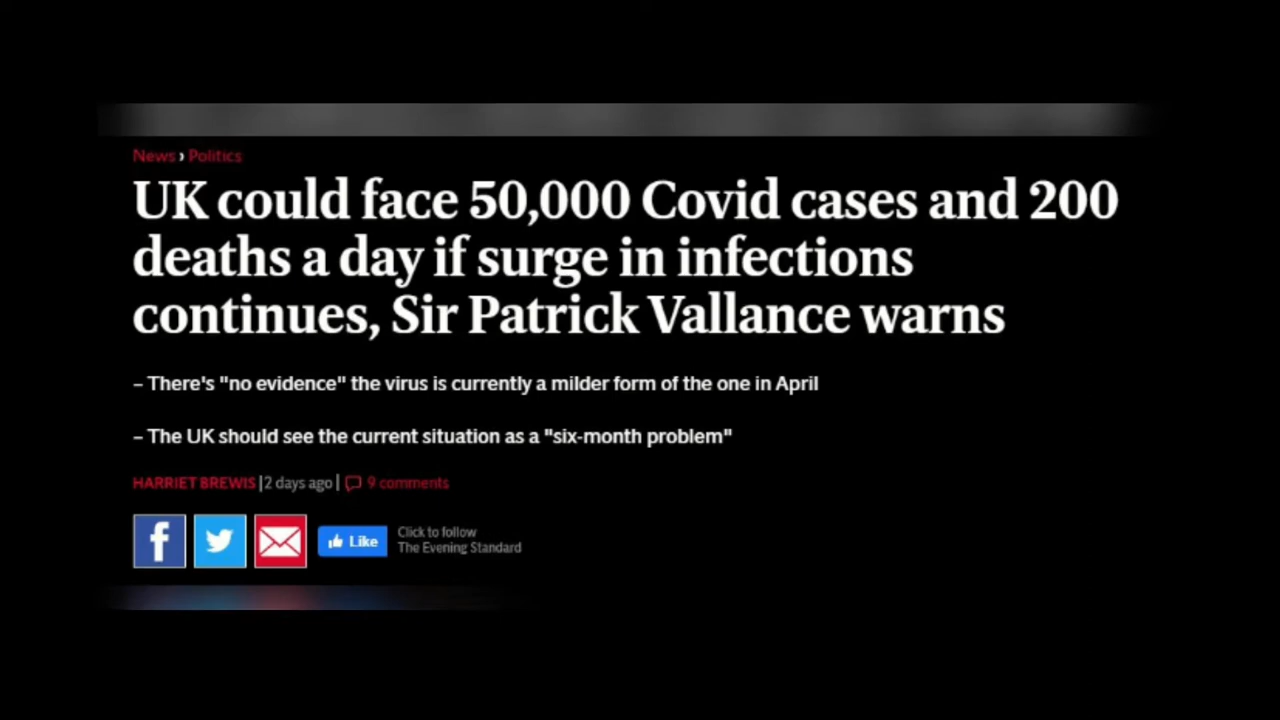 News › Politics
UK could face 50,000 Covid cases and 200
deaths a day if surge in infections
continues, Sir Patrick Vallance warns
– There's "no evidence" the virus is currently a milder form of the one in April
– The UK should see the current situation as a "six-month problem"
HARRIET BREWIS | 2 days ago | 9 comments
f Like Click to follow
The Evening Standard